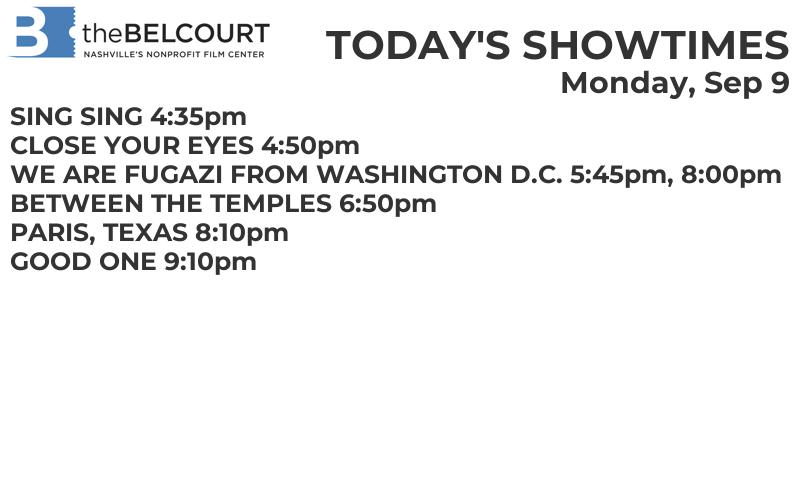 B theBELCOURT
NASHVILLE'S NONPROFIT FILM CENTER
TODAY'S SHOWTIMES
Monday, Sep 9
SING SING 4:35pm
CLOSE YOUR EYES 4:50pm
WE ARE FUGAZI FROM WASHINGTON D.C. 5:45pm, 8:00pm
BETWEEN THE TEMPLES 6:50pm
PARIS, TEXAS 8:10pm
GOOD ONE 9:10pm